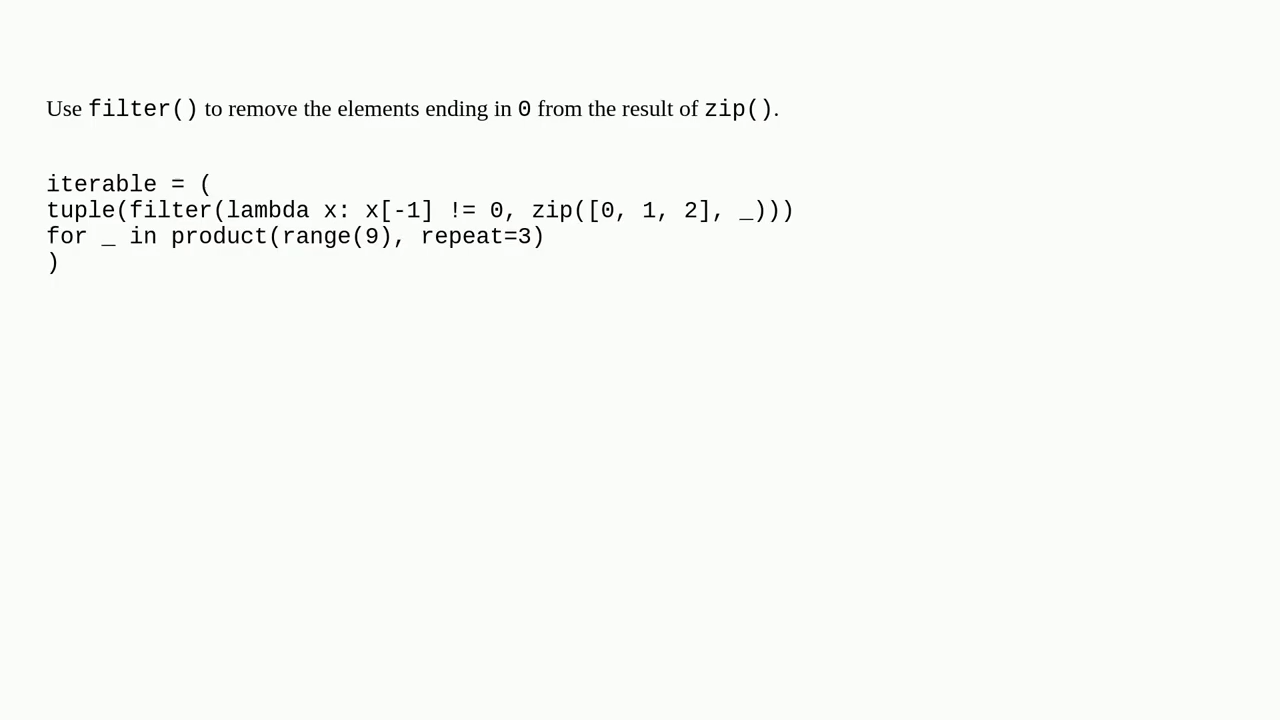 Use filter() to remove the elements ending in 0 from the result of zip().
iterable = (
tuple(filter(lambda x: x[-1] != 0, zip([0, 1, 2], _)))
for _ in product(range(9), repeat=3)
)